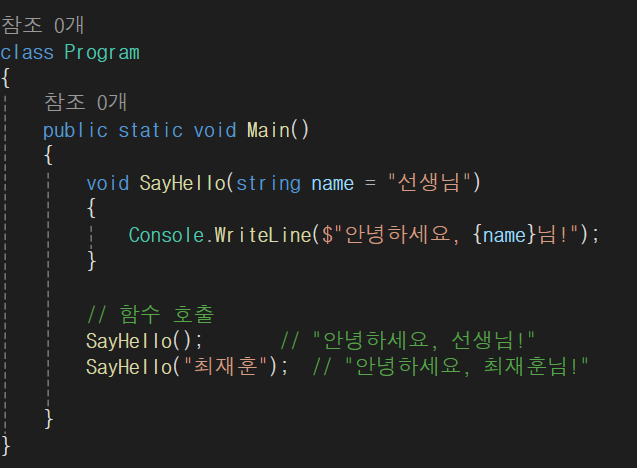 참조 0개
class Program
{
참조 0개
public static void Main()
{
void SayHello(string name = "선생님")
{
Console.WriteLine($"안녕하세요, {name}님!");
}
// 함수 호출
SayHello(); // "안녕하세요, 선생님!"
SayHello("최재훈"); // "안녕하세요, 최재훈님!"
}
}